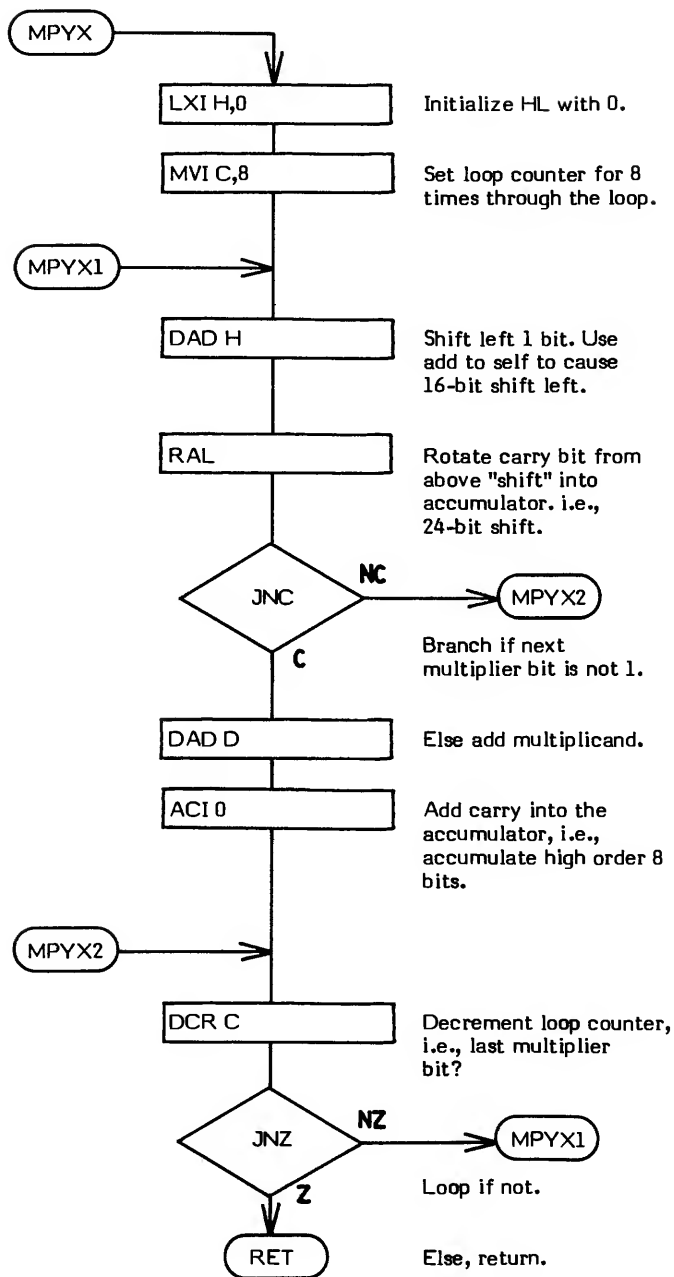 MPYX
LXI H,0
Initialize HL with 0.
MVI C,8
Set loop counter for 8
times through the loop.
MPYX1
DAD H
Shift left 1 bit. Use
add to self to cause
16-bit shift left.
RAL
Rotate carry bit from
above "shift" into
accumulator. i.e.,
24-bit shift.
JNC
NC
MPYX2
C
Branch if next
multiplier bit is not 1.
DAD D
Else add multiplicand.
ACI 0
Add carry into the
accumulator, i.e.,
accumulate high order 8
bits.
MPYX2
DCR C
Decrement loop counter,
i.e., last multiplier
bit?
JNZ
NZ
MPYX1
Z
Loop if not.
RET
Else, return.